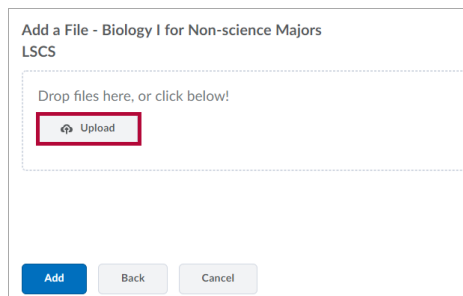 Add a File - Biology I for Non-science Majors
LSCS
Drop files here, or click below!
Upload
Add Back Cancel